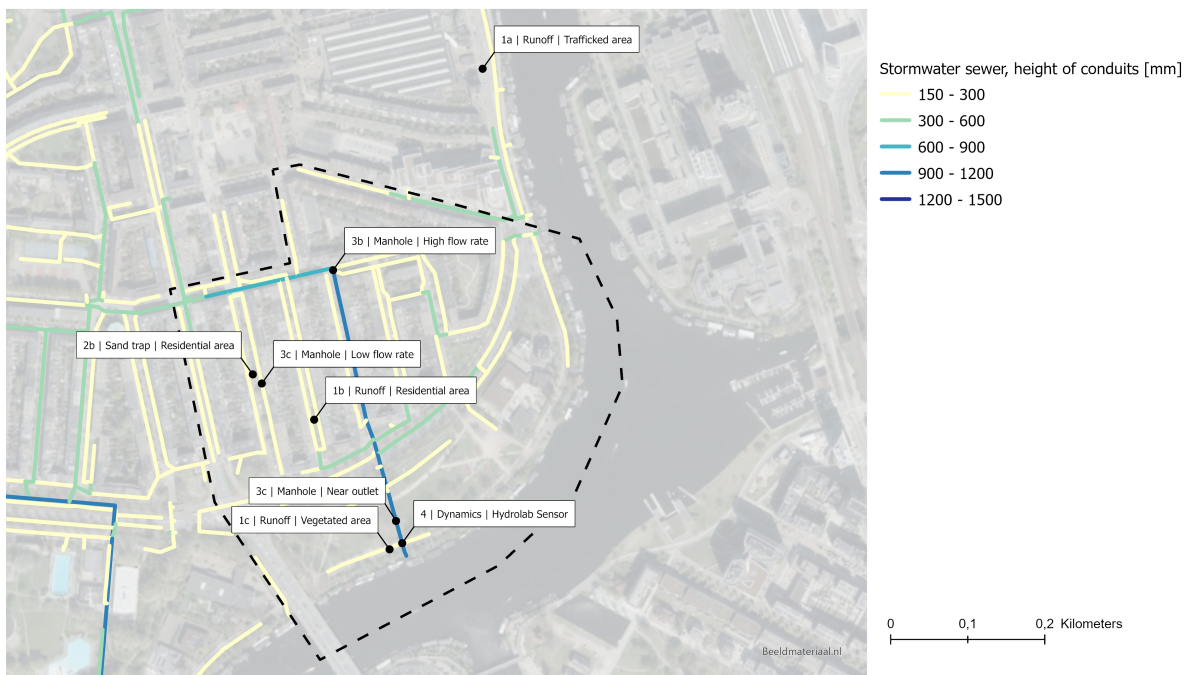 1a | Runoff | Trafficked area
3b | Manhole | High flow rate
2b | Sand trap | Residential area
3c | Manhole | Low flow rate
1b | Runoff | Residential area
3c | Manhole | Near outlet
4 | Dynamics | Hydrolab Sensor
1c | Runoff | Vegetated area
Beeldmateriaal.nl
Stormwater sewer, height of conduits [mm]
150 - 300
300 - 600
600 - 900
900 - 1200
1200 - 1500
0 0,1 0,2 Kilometers